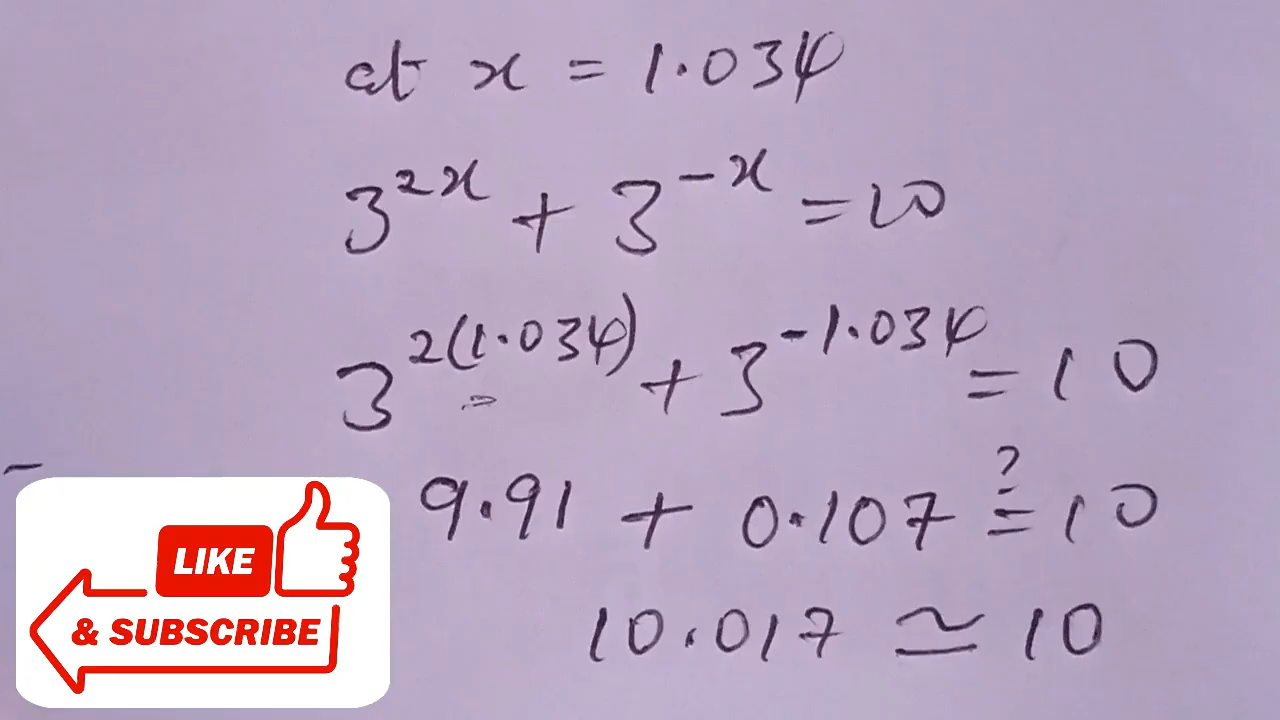 at x = 1.034
3^{2x} + 3^{-x} = 10
3^{2(1.034)} + 3^{-1.034} = 10
=
-
9.91 + 0.107 =^{?} 10
LIKE
& SUBSCRIBE
10.017 ≃ 10